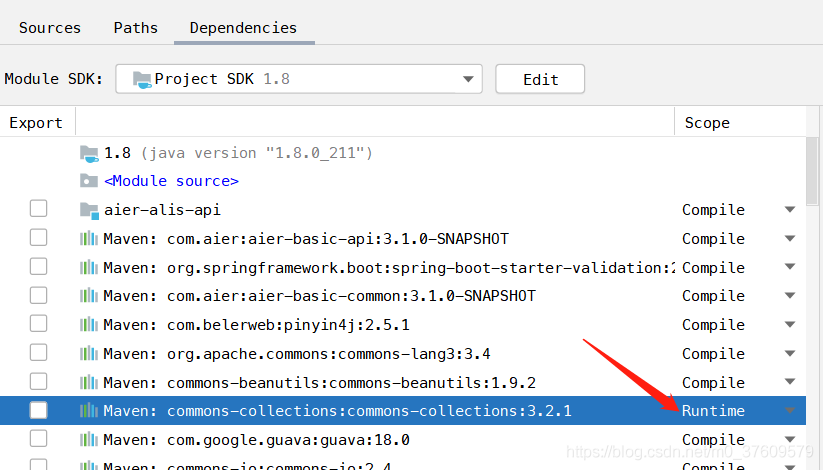 Sources Paths Dependencies
Module SDK: Project SDK 1.8 Edit
Export Scope
1.8 (java version "1.8.0_211")
<Module source>
aier-alis-api Compile
Maven: com.aier:aier-basic-api:3.1.0-SNAPSHOT Compile
Maven: org.springframework.boot:spring-boot-starter-validation:2 Compile
Maven: com.aier:aier-basic-common:3.1.0-SNAPSHOT Compile
Maven: com.belerweb:pinyin4j:2.5.1 Compile
Maven: org.apache.commons:commons-lang3:3.4 Compile
Maven: commons-beanutils:commons-beanutils:1.9.2 Compile
Maven: commons-collections:commons-collections:3.2.1 Runtime
Maven: com.google.guava:guava:18.0 Compile
Maven: commons-io:commons-io:2.4 Compile
https://blog.csdn.net/m0_37609579